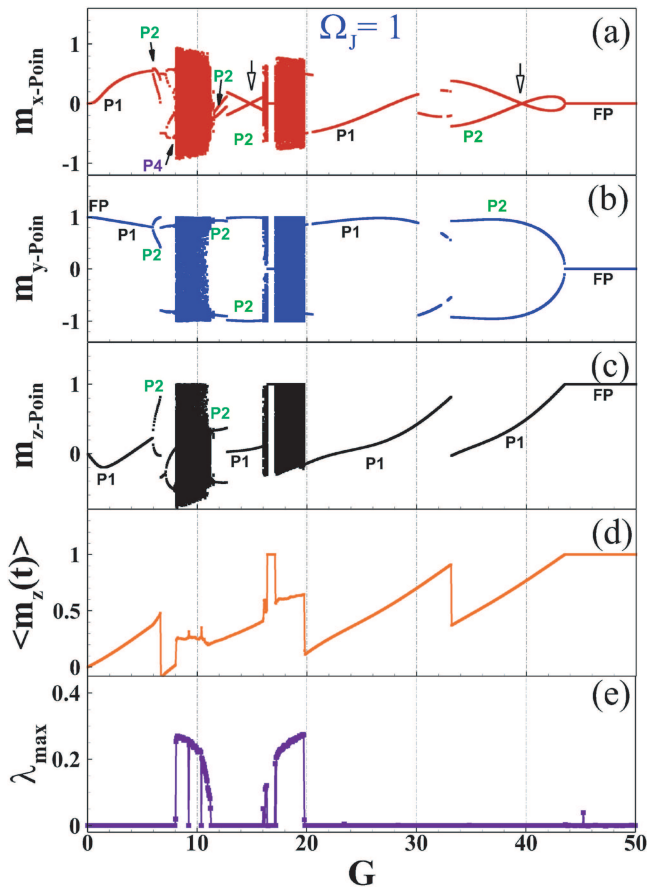 Ω_J = 1
(a)
m_x-Poin
1
0
-1
P2
P1
P4
P2
P2
P1
P2
FP
(b)
m_y-Poin
1
0
-1
FP
P1
P2
P2
P2
P1
P2
FP
(c)
m_z-Poin
1
0
P2
P1
P2
P1
P1
P1
FP
(d)
<m_z(t)>
1
0.5
0
(e)
λ_max
0.4
0.2
0
0 10 20 30 40 50
G